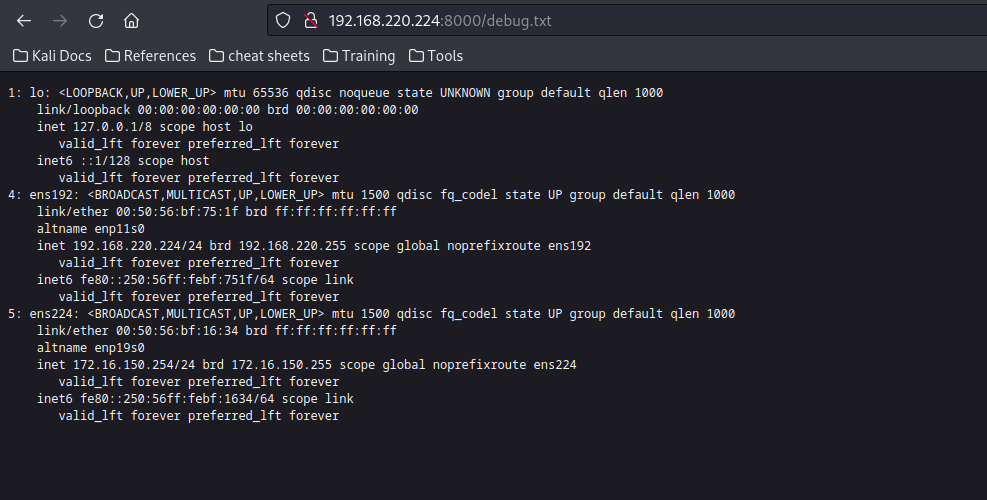 192.168.220.224:8000/debug.txt
Kali Docs References cheat sheets Training Tools
1: lo: <LOOPBACK,UP,LOWER_UP> mtu 65536 qdisc noqueue state UNKNOWN group default qlen 1000
    link/loopback 00:00:00:00:00:00 brd 00:00:00:00:00:00
    inet 127.0.0.1/8 scope host lo
       valid_lft forever preferred_lft forever
    inet6 ::1/128 scope host
       valid_lft forever preferred_lft forever
4: ens192: <BROADCAST,MULTICAST,UP,LOWER_UP> mtu 1500 qdisc fq_codel state UP group default qlen 1000
    link/ether 00:50:56:bf:75:1f brd ff:ff:ff:ff:ff:ff
    altname enp11s0
    inet 192.168.220.224/24 brd 192.168.220.255 scope global noprefixroute ens192
       valid_lft forever preferred_lft forever
    inet6 fe80::250:56ff:febf:751f/64 scope link
       valid_lft forever preferred_lft forever
5: ens224: <BROADCAST,MULTICAST,UP,LOWER_UP> mtu 1500 qdisc fq_codel state UP group default qlen 1000
    link/ether 00:50:56:bf:16:34 brd ff:ff:ff:ff:ff:ff
    altname enp19s0
    inet 172.16.150.254/24 brd 172.16.150.255 scope global noprefixroute ens224
       valid_lft forever preferred_lft forever
    inet6 fe80::250:56ff:febf:1634/64 scope link
       valid_lft forever preferred_lft forever